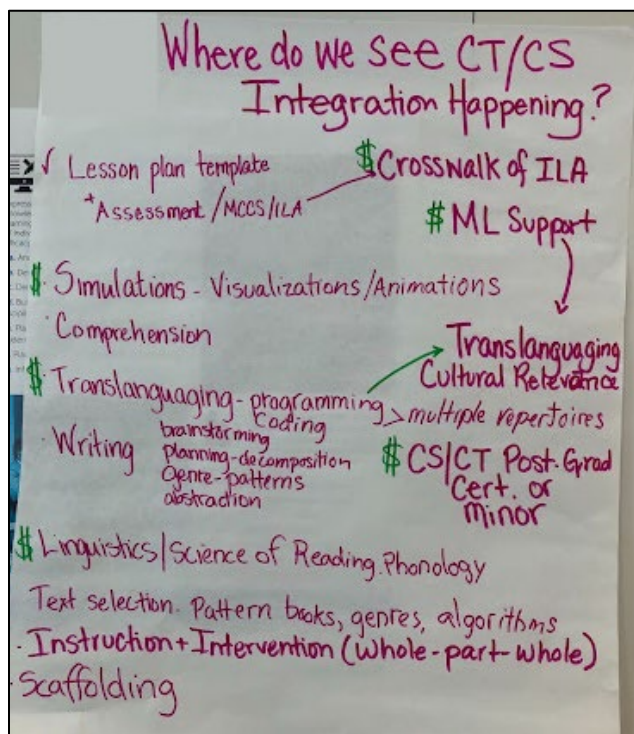 Where do we see CT/CS
Integration Happening?
✓ Lesson plan template
* Assessment/MCCS/ILA
$ Crosswalk of ILA
$ ML Support
$ Simulations - Visualizations/Animations
· Comprehension
Translanguaging
Cultural Relevance
$ Translanguaging - programming
Coding
> multiple repertoires
· Writing
brainstorming
planning-decomposition
Genre-patterns
abstraction
$ CS/CT Post. Grad
Cert. or
minor
$ Linguistics/Science of Reading. Phonology
Text selection. Pattern books, genres, algorithms
· Instruction + Intervention (whole-part-whole)
· Scaffolding